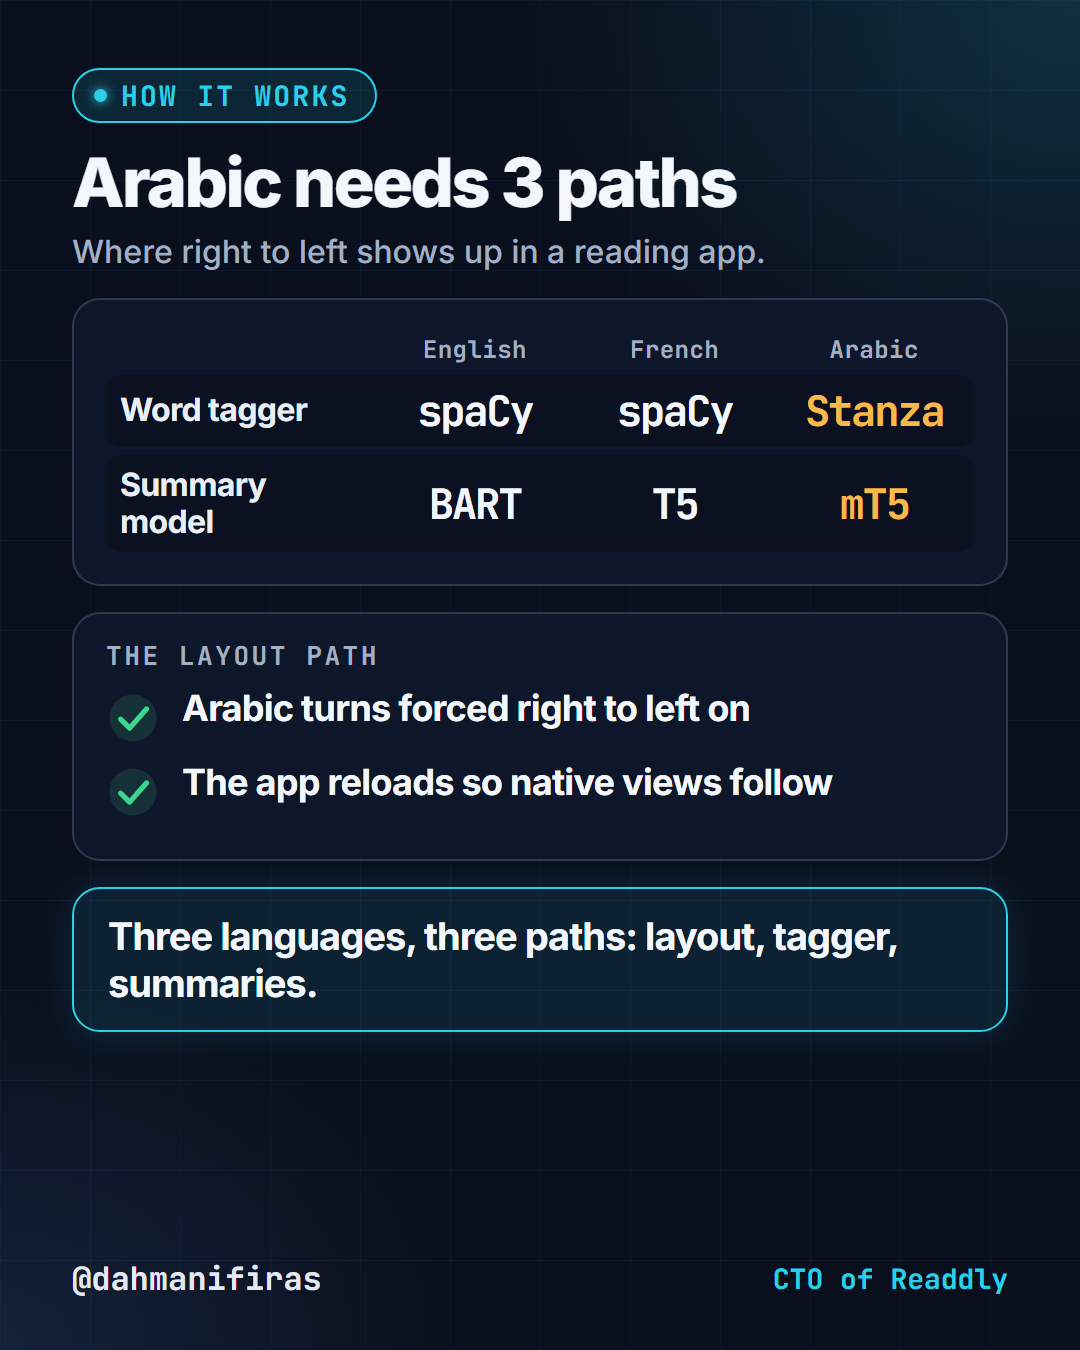 HOW IT WORKS
Arabic needs 3 paths
Where right to left shows up in a reading app.
English French Arabic
Word tagger spaCy spaCy Stanza
Summary
model BART T5 mT5
THE LAYOUT PATH
Arabic turns forced right to left on
The app reloads so native views follow
Three languages, three paths: layout, tagger,
summaries.
@dahmanifiras
CTO of Readdly